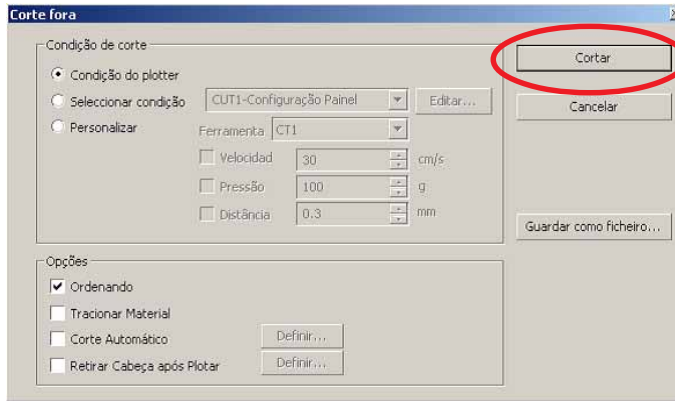 Corte fora
Condição de corte
Condição do plotter
Seleccionar condição CUT1-Configuração Painel Editar...
Personalizar Ferramenta CT1
Velocidad 30 cm/s
Pressão 100 g
Distância 0.3 mm
Cortar
Cancelar
Guardar como ficheiro...
Opções
Ordenando
Tracionar Material
Corte Automático Definir...
Retirar Cabeça após Plotar Definir...